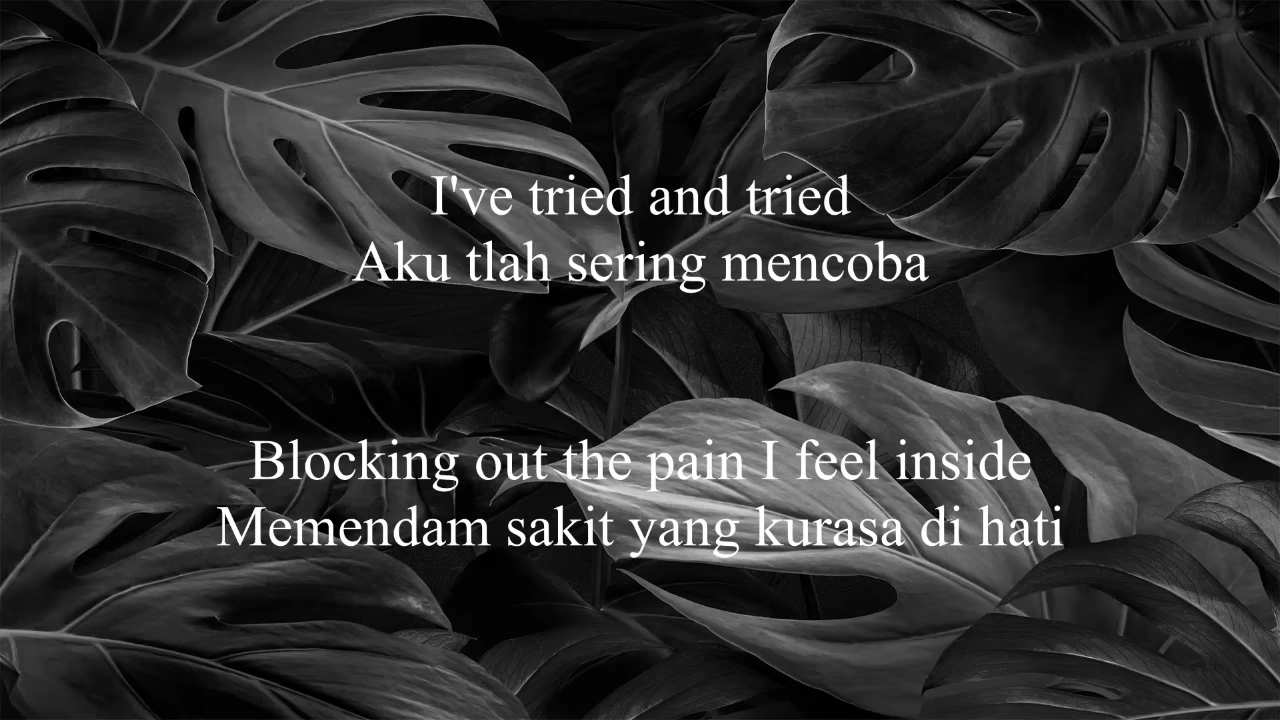 I've tried and tried
Aku tlah sering mencoba
Blocking out the pain I feel inside
Memendam sakit yang kurasa di hati